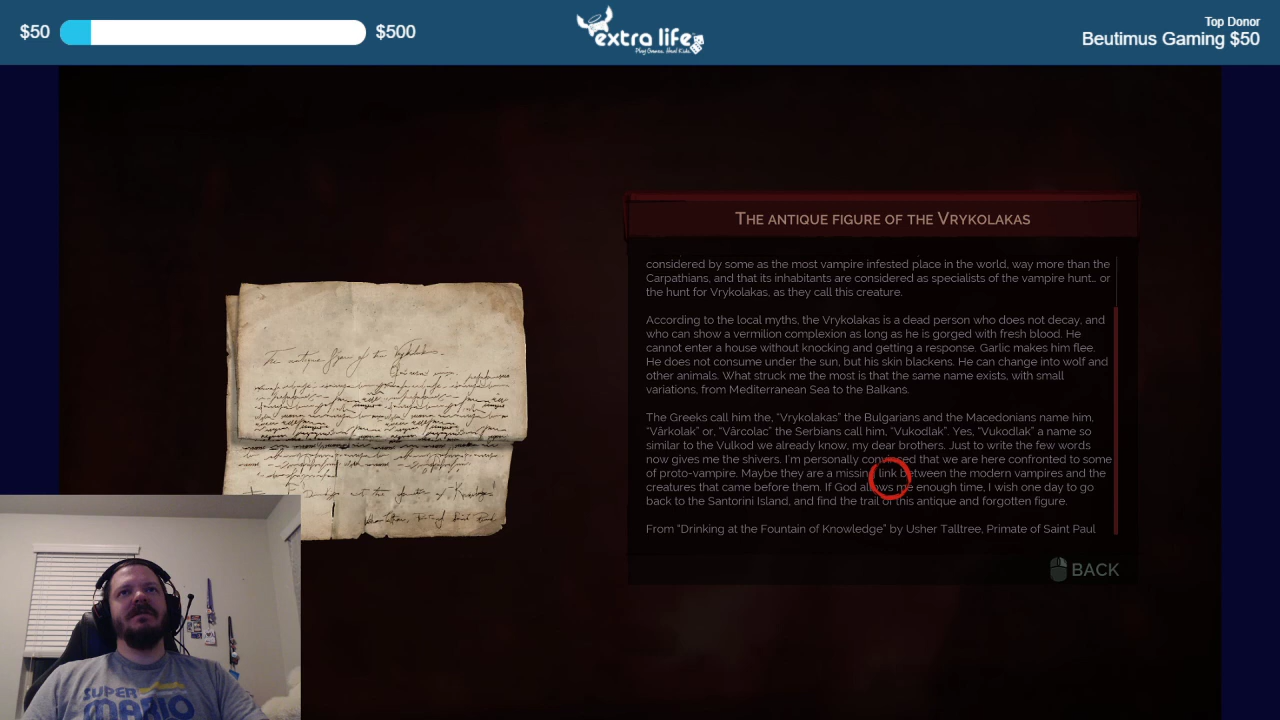 $50
$500
extra life
Play Games. Heal Kids.
Top Donor
Beutimus Gaming $50
THE ANTIQUE FIGURE OF THE VRYKOLAKAS
considered by some as the most vampire infested place in the world, way more than the
Carpathians, and that its inhabitants are considered as specialists of the vampire hunt... or
the hunt for Vrykolakas, as they call this creature.
According to the local myths, the Vrykolakas is a dead person who does not decay, and
who can show a vermilion complexion as long as he is gorged with fresh blood. He
cannot enter a house without knocking and getting a response. Garlic makes him flee.
He does not consume under the sun, but his skin blackens. He can change into wolf and
other animals. What struck me the most is that the same name exists, with small
variations, from Mediterranean Sea to the Balkans.
The Greeks call him the, "Vrykolakas" the Bulgarians and the Macedonians name him,
"Vârkolak" or, "Vârcolac" the Serbians call him, "Vukodlak". Yes, "Vukodlak" a name so
similar to the Vulkod we already know, my dear brothers. Just to write the few words
now gives me the shivers. I'm personally convinced that we are here confronted to some
of proto-vampire. Maybe they are a missing link between the modern vampires and the
creatures that came before them. If God allows me enough time, I wish one day to go
back to the Santorini Island, and find the trail of this antique and forgotten figure.
From "Drinking at the Fountain of Knowledge" by Usher Talltree, Primate of Saint Paul
BACK
The antique figure of the Vrykolakas
SUPER
MARIO